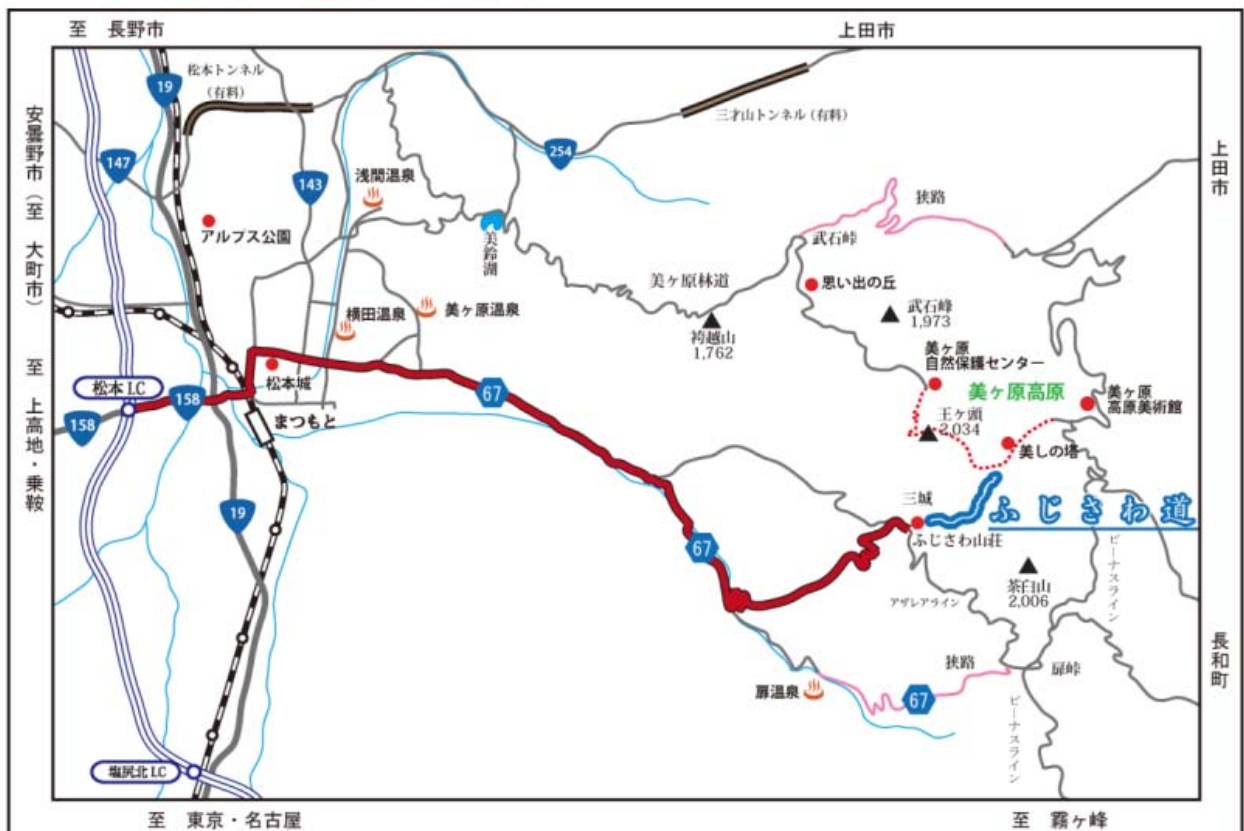 至 長野市
上田市
19
松本トンネル
(有料)
三才山トンネル(有料)
安曇野市(至 大町市)
147
143
254
浅間温泉
上田市
狭路
アルプス公園
美鈴湖
武石峠
思い出の丘
美ヶ原林道
武石峰
1,973
横田温泉
美ヶ原温泉
袴越山
1,762
美ヶ原
自然保護センター
松本城
美ヶ原高原
美ヶ原
高原美術館
至 上高地・乗鞍
松本I.C
158
158
まつもと
67
王ヶ頭
2,034
美しの塔
三城
ふじさわ道
19
67
ふじさわ山荘
ビーナスライン
茶臼山
2,006
アザレアライン
長和町
狭路
扉峠
扉温泉
67
ビーナスライン
塩尻北I.C
至 東京・名古屋
至 霧ヶ峰